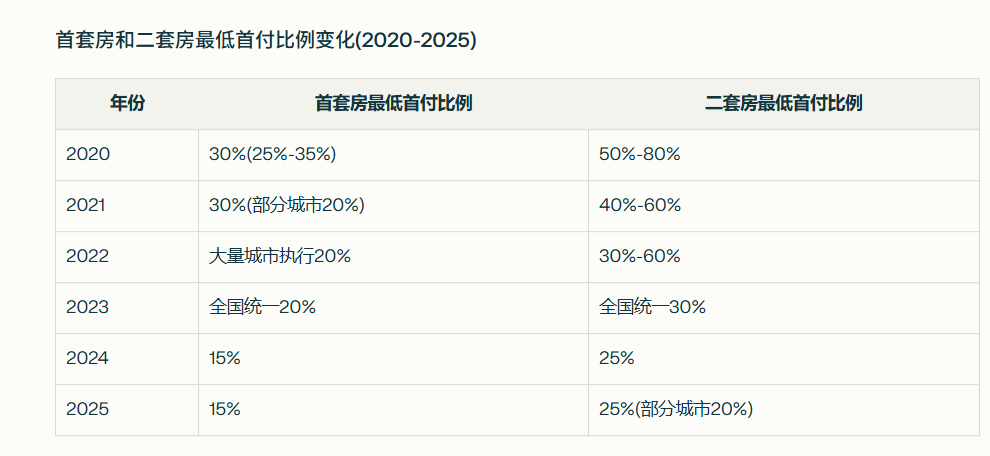 首套房和二套房最低首付比例变化(2020-2025)
年份 首套房最低首付比例 二套房最低首付比例
2020 30%(25%-35%) 50%-80%
2021 30%(部分城市20%) 40%-60%
2022 大量城市执行20% 30%-60%
2023 全国统一20% 全国统一30%
2024 15% 25%
2025 15% 25%(部分城市20%)